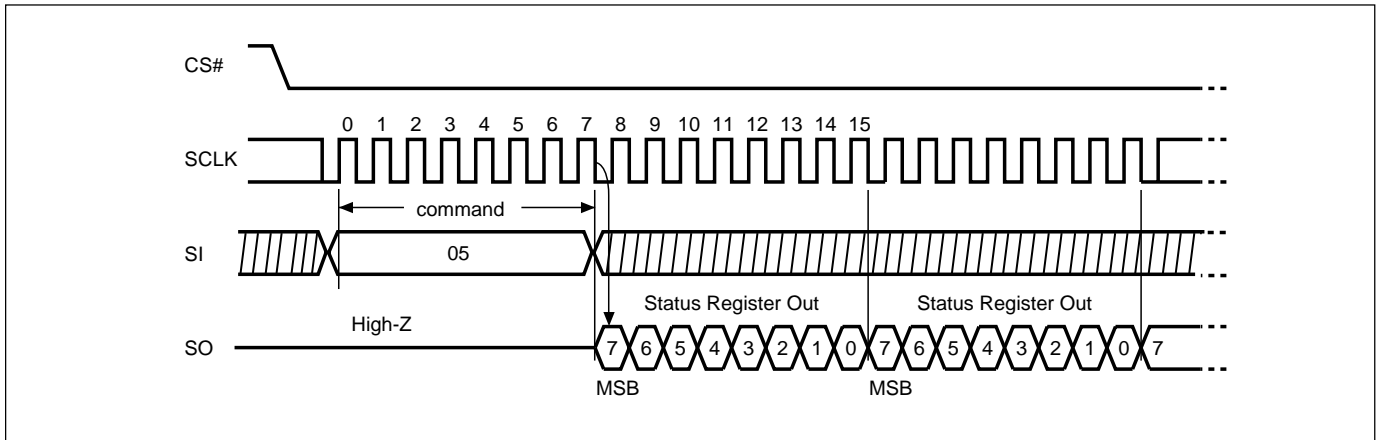 CS#
0 1 2 3 4 5 6 7 8 9 10 11 12 13 14 15
SCLK
command
SI
05
Status Register Out Status Register Out
High-Z
SO
7 6 5 4 3 2 1 0 7 6 5 4 3 2 1 0 7
MSB MSB